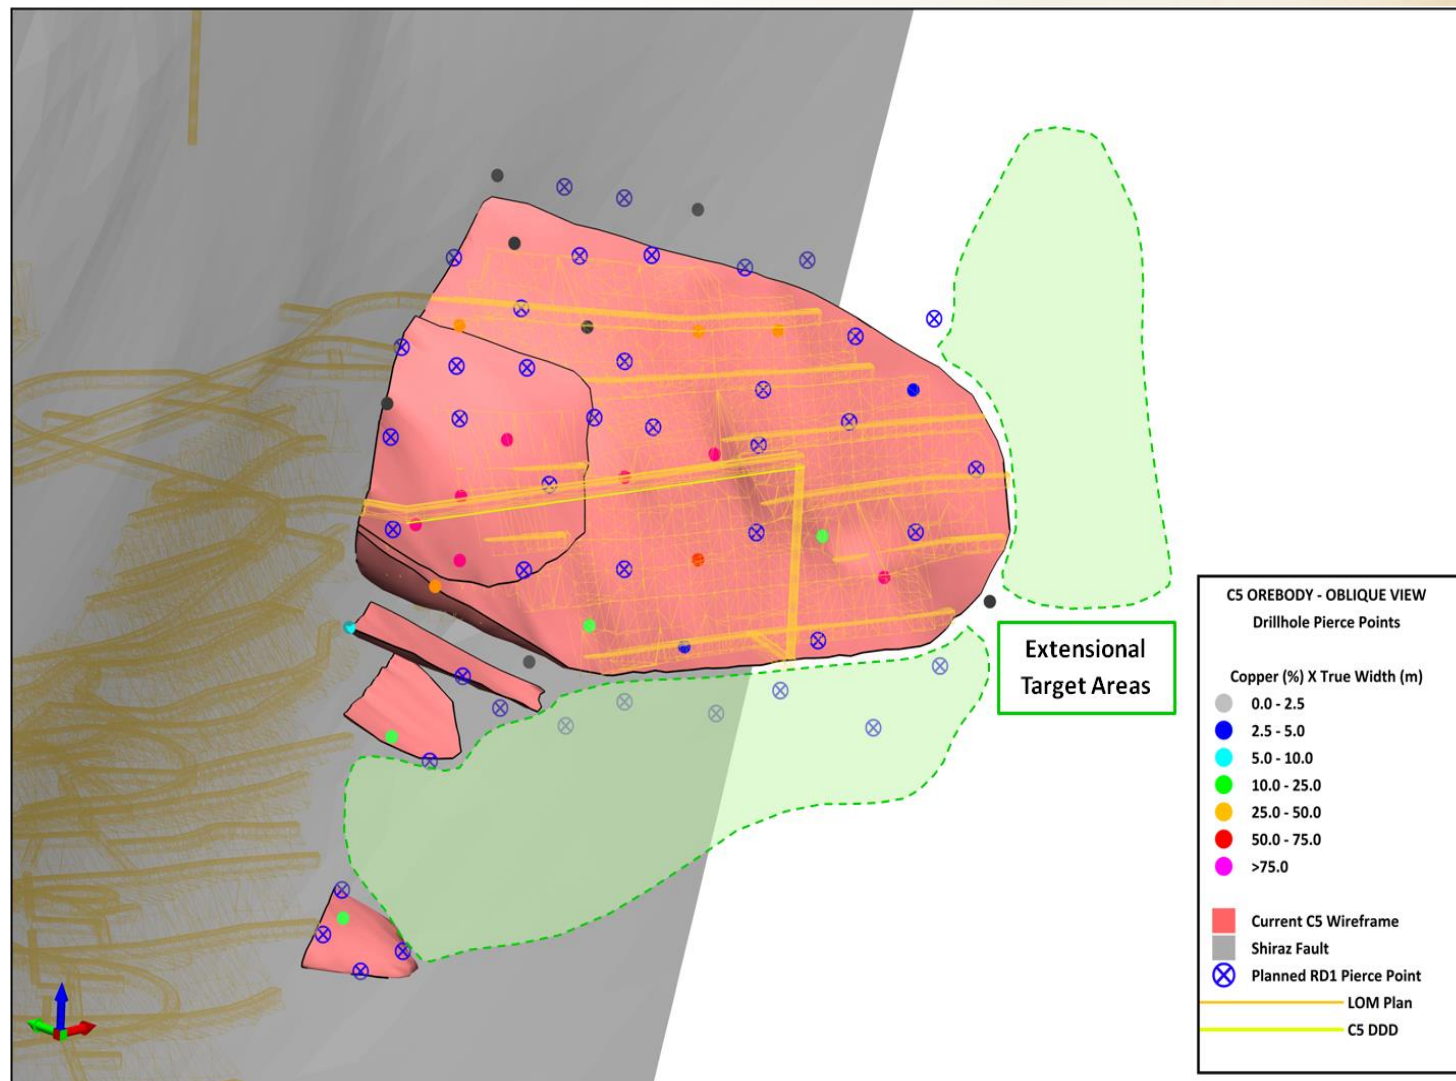 Extensional
Target Areas
C5 OREBODY - OBLIQUE VIEW
Drillhole Pierce Points
Copper (%) X True Width (m)
0.0 - 2.5
2.5 - 5.0
5.0 - 10.0
10.0 - 25.0
25.0 - 50.0
50.0 - 75.0
>75.0
Current C5 Wireframe
Shiraz Fault
Planned RD1 Pierce Point
LOM Plan
C5 DDD